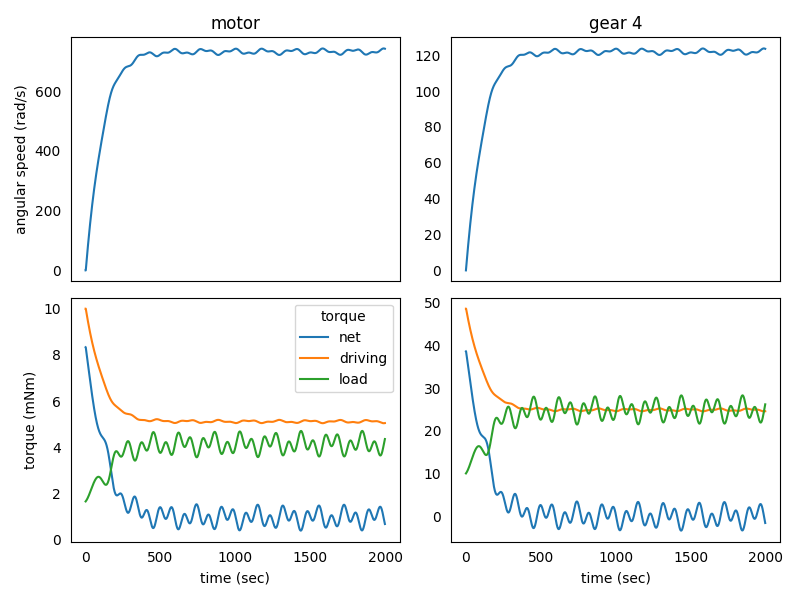 motor
gear 4
angular speed (rad/s)
600
400
200
0
120
100
80
60
40
20
0
torque (mNm)
10
8
6
4
2
0
torque
net
driving
load
50
40
30
20
10
0
0 500 1000 1500 2000
time (sec)
0 500 1000 1500 2000
time (sec)